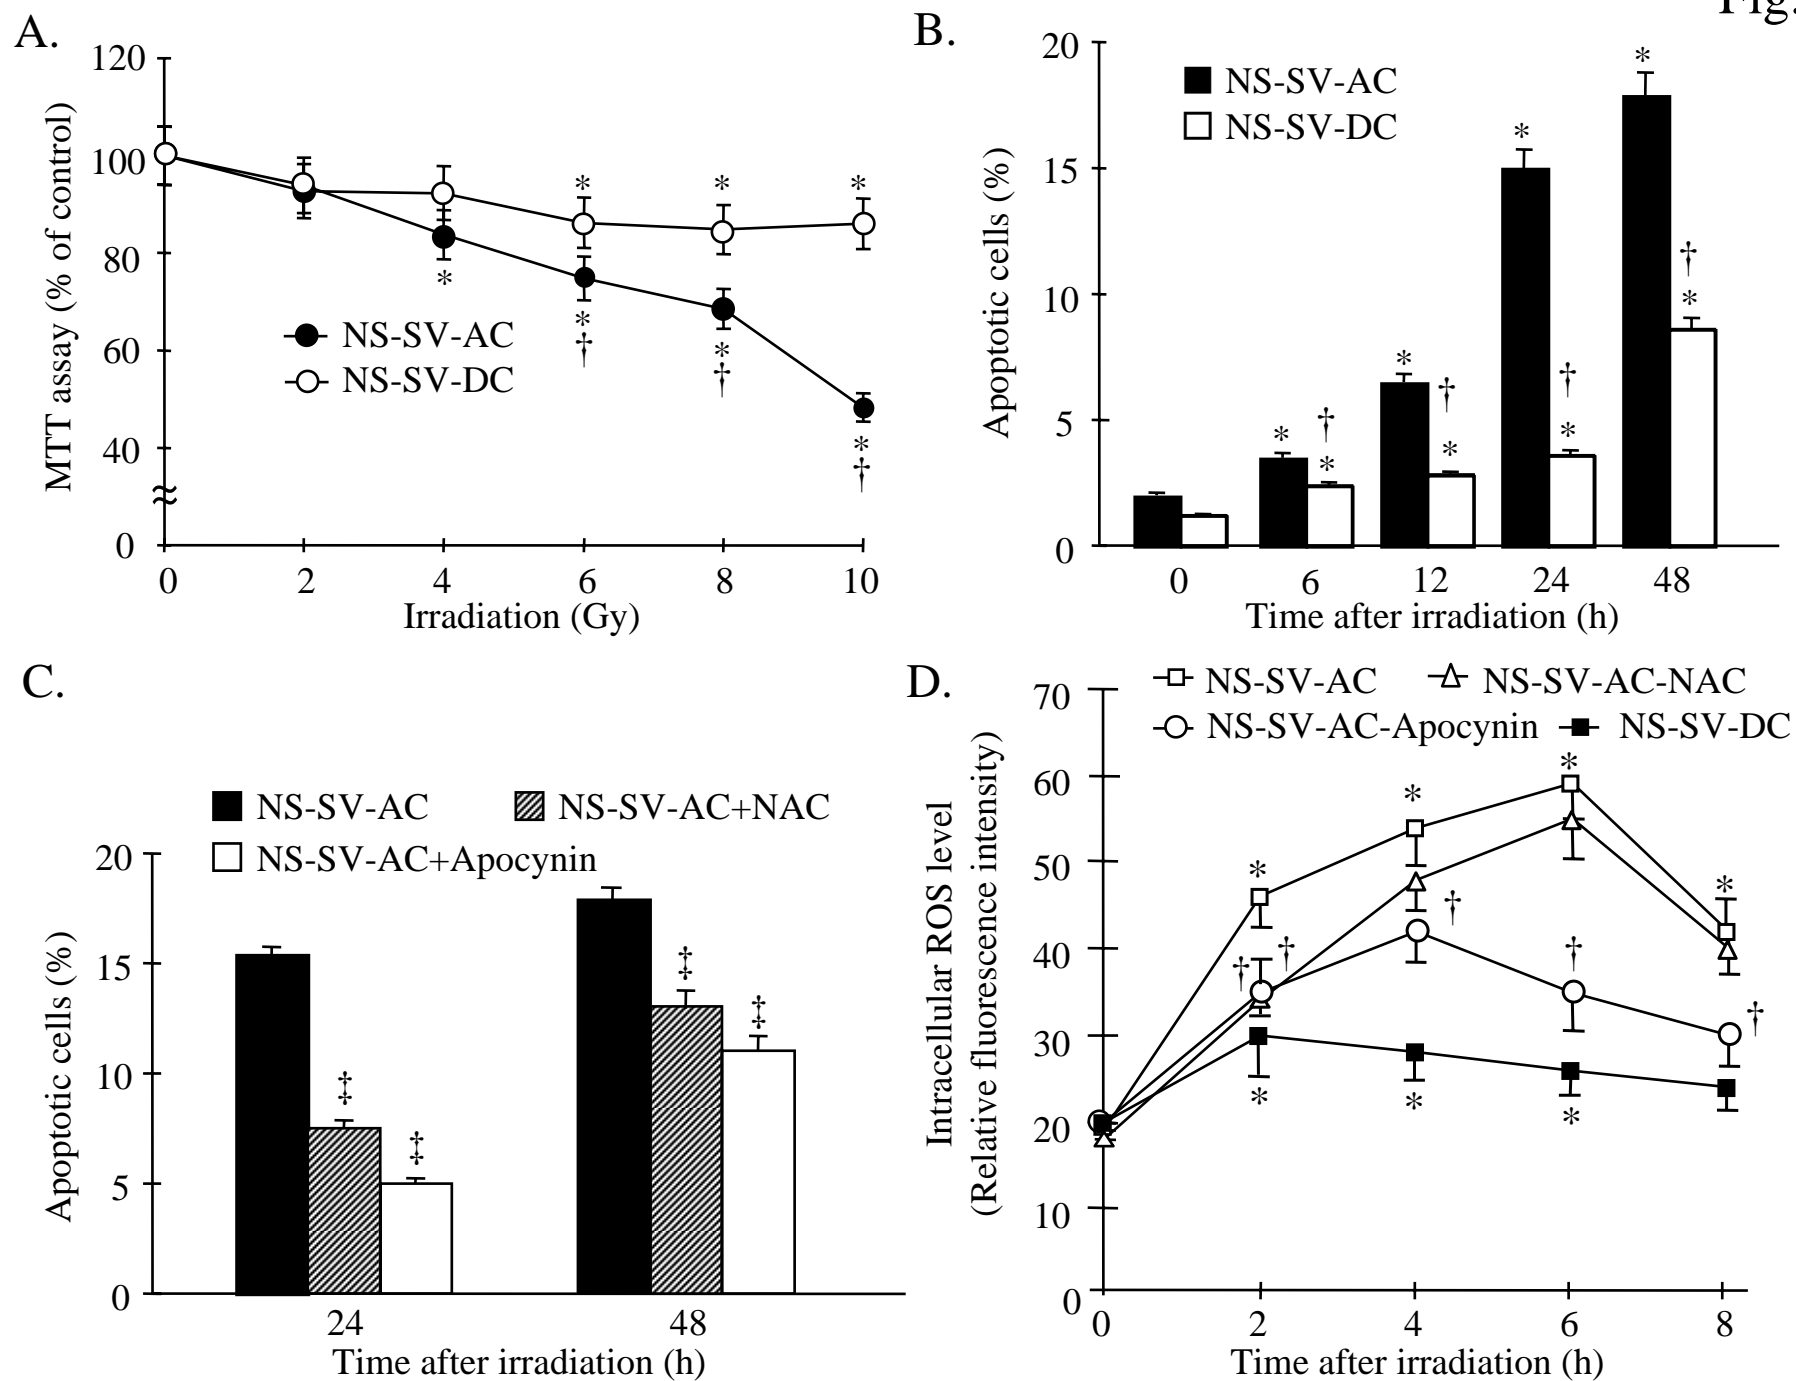 Fig.
A.
120
100
80
60
40
0
MTT assay (% of control)
* * *
*
*
†
*
†
*
†
NS-SV-AC
NS-SV-DC
0 2 4 6 8 10
Irradiation (Gy)
B.
20
15
10
5
0
Apoptotic cells (%)
NS-SV-AC
NS-SV-DC
*
*
†
*
*
†
*
†
*
*
†
*
0 6 12 24 48
Time after irradiation (h)
C.
NS-SV-AC NS-SV-AC+NAC
NS-SV-AC+Apocynin
20
15
10
5
0
Apoptotic cells (%)
‡
‡
‡
‡
24 48
Time after irradiation (h)
D.
NS-SV-AC NS-SV-AC-NAC
NS-SV-AC-Apocynin NS-SV-DC
70
60
50
40
30
20
10
0
Intracellular ROS level
(Relative fluorescence intensity)
*
*
*
*
†
† † †
†
* * *
0 2 4 6 8
Time after irradiation (h)